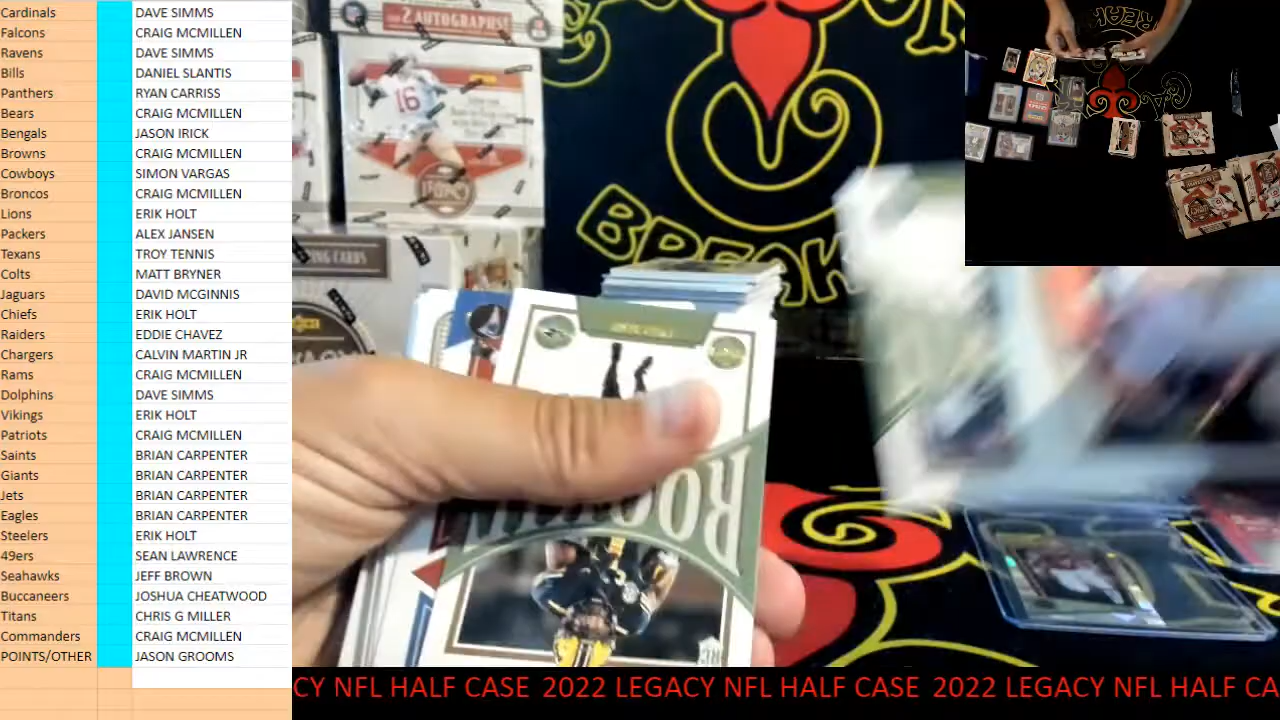 Cardinals DAVE SIMMS
Falcons CRAIG MCMILLEN
Ravens DAVE SIMMS
Bills DANIEL SLANTIS
Panthers RYAN CARRISS
Bears CRAIG MCMILLEN
Bengals JASON IRICK
Browns CRAIG MCMILLEN
Cowboys SIMON VARGAS
Broncos CRAIG MCMILLEN
Lions ERIK HOLT
Packers ALEX JANSEN
Texans TROY TENNIS
Colts MATT BRYNER
Jaguars DAVID MCGINNIS
Chiefs ERIK HOLT
Raiders EDDIE CHAVEZ
Chargers CALVIN MARTIN JR
Rams CRAIG MCMILLEN
Dolphins DAVE SIMMS
Vikings ERIK HOLT
Patriots CRAIG MCMILLEN
Saints BRIAN CARPENTER
Giants BRIAN CARPENTER
Jets BRIAN CARPENTER
Eagles BRIAN CARPENTER
Steelers ERIK HOLT
49ers SEAN LAWRENCE
Seahawks JEFF BROWN
Buccaneers JOSHUA CHEATWOOD
Titans CHRIS G MILLER
Commanders CRAIG MCMILLEN
POINTS/OTHER JASON GROOMS
2 AUTOGRAPHS!
16
LEGACY
BREAK
CY NFL HALF CASE 2022 LEGACY NFL HALF CASE 2022 LEGACY NFL HALF CA